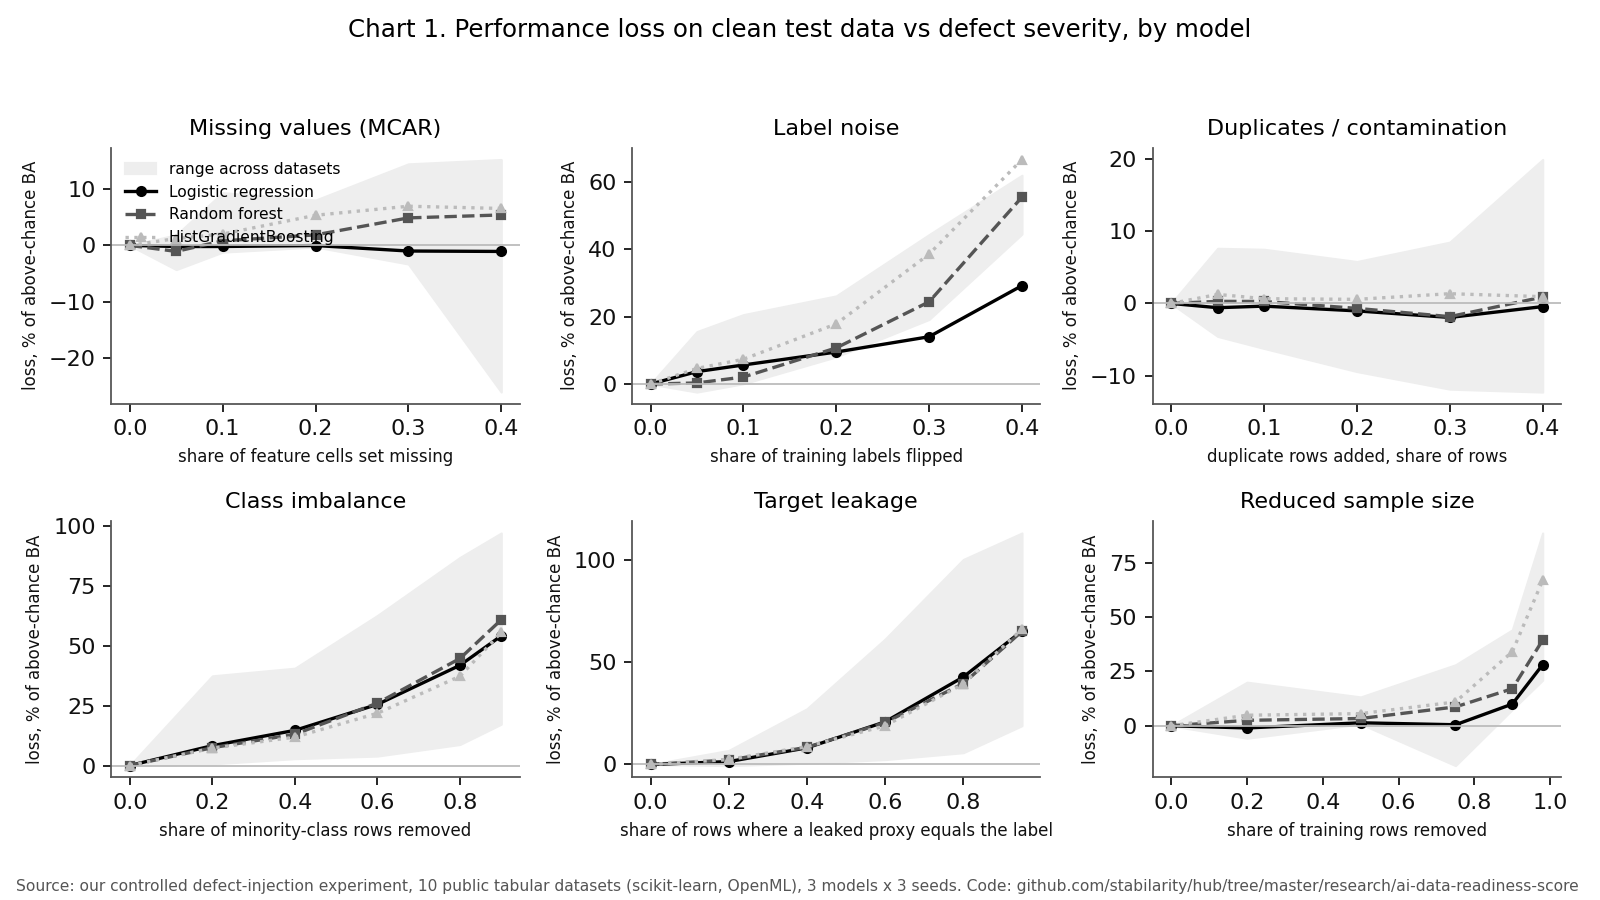 Chart 1. Performance loss on clean test data vs defect severity, by model
Missing values (MCAR)
loss, % of above-chance BA
10
0
−10
−20
range across datasets
Logistic regression
Random forest
HistGradientBoosting
0.0 0.1 0.2 0.3 0.4
share of feature cells set missing
Label noise
loss, % of above-chance BA
60
40
20
0
0.0 0.1 0.2 0.3 0.4
share of training labels flipped
Duplicates / contamination
loss, % of above-chance BA
20
10
0
−10
0.0 0.1 0.2 0.3 0.4
duplicate rows added, share of rows
Class imbalance
loss, % of above-chance BA
100
75
50
25
0
0.0 0.2 0.4 0.6 0.8
share of minority-class rows removed
Target leakage
loss, % of above-chance BA
100
50
0
0.0 0.2 0.4 0.6 0.8
share of rows where a leaked proxy equals the label
Reduced sample size
loss, % of above-chance BA
75
50
25
0
0.0 0.2 0.4 0.6 0.8 1.0
share of training rows removed
Source: our controlled defect-injection experiment, 10 public tabular datasets (scikit-learn, OpenML), 3 models x 3 seeds. Code: github.com/stabilarity/hub/tree/master/research/ai-data-readiness-score